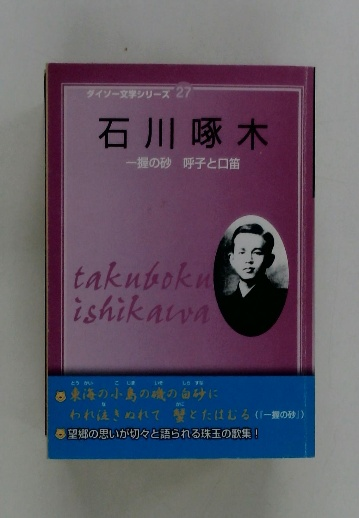 ダイソー文学シリーズ 27
石川啄木
一握の砂 呼子と口笛
takuboku
ishikawa
東海の小島の磯の白砂に
われ泣きぬれて 蟹とたはむる (「一握の砂」)
望郷の思いが切々と語られる珠玉の歌集!